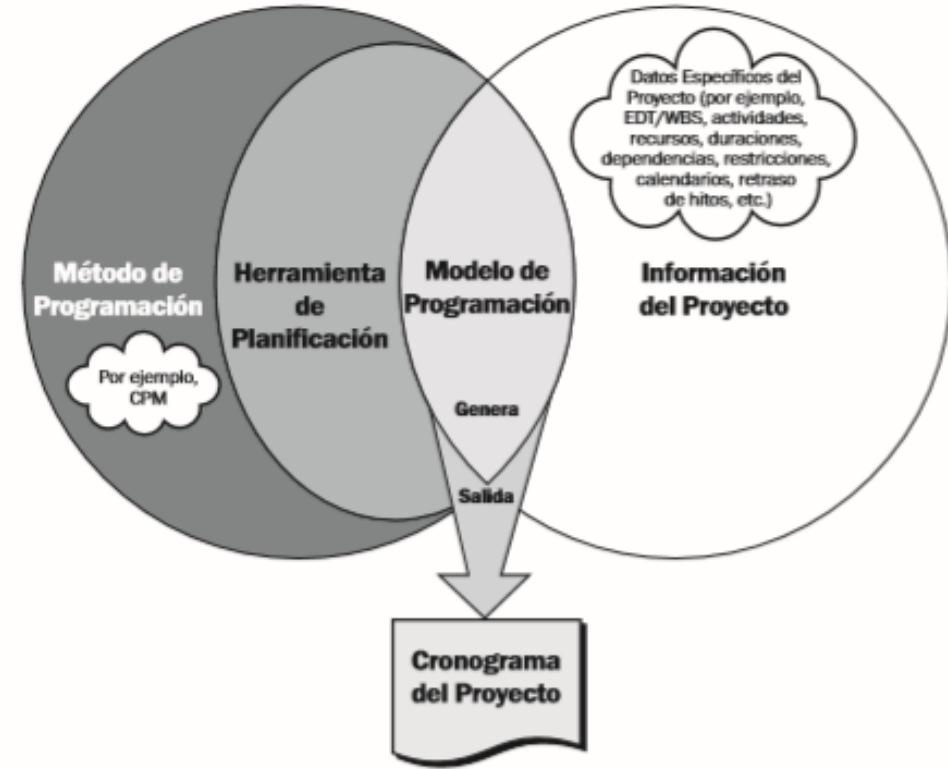 Datos Específicos del
Proyecto (por ejemplo,
EDT/WBS, actividades,
recursos, duraciones,
dependencias, restricciones,
calendarios, retraso
de hitos, etc.)
Método de
Programación
Por ejemplo,
CPM
Herramienta
de
Planificación
Modelo de
Programación
Información
del Proyecto
Genera
Salida
Cronograma
del Proyecto